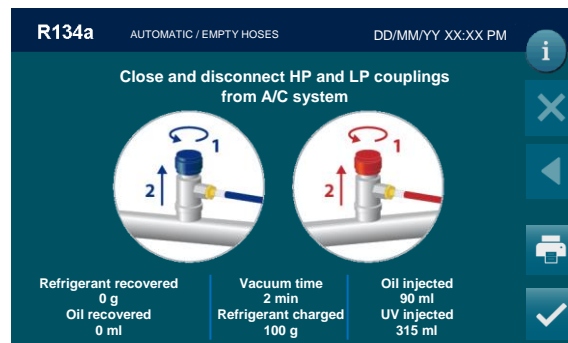 R134a AUTOMATIC / EMPTY HOSES DD/MM/YY XX:XX PM
i
Close and disconnect HP and LP couplings
from A/C system
1
2
1
2
Refrigerant recovered
0 g
Oil recovered
0 ml
Vacuum time
2 min
Refrigerant charged
100 g
Oil injected
90 ml
UV injected
315 ml